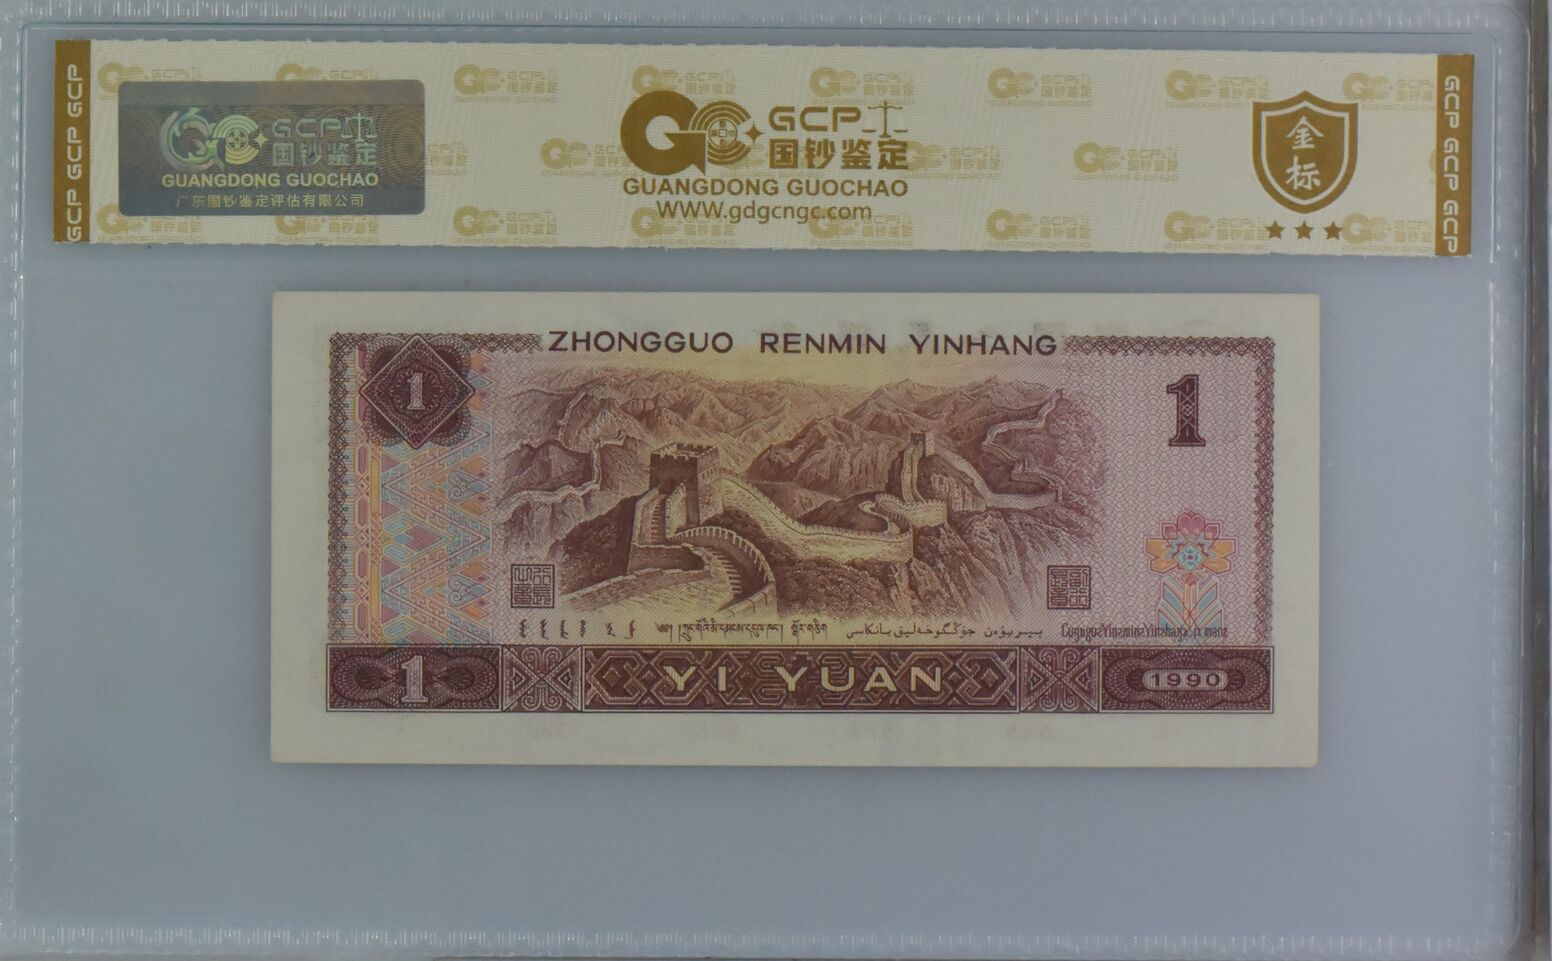 GCP GCP GCP
GCP
国钞鉴定
GUANGDONG GUOCHAO
广东国钞鉴定评估有限公司
GCP
国钞鉴定
GUANGDONG GUOCHAO
WWW.gdgcngc.com
金标
GCP GCP GCP
ZHONGGUO RENMIN YINHANG
1
1
1
YI YUAN
1990